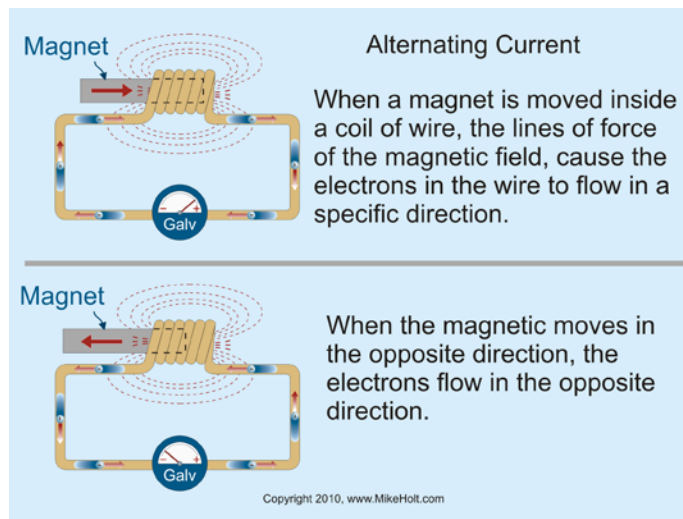 Magnet
Alternating Current
When a magnet is moved inside
a coil of wire, the lines of force
of the magnetic field, cause the
electrons in the wire to flow in a
specific direction.
- +
Galv
Magnet
When the magnetic moves in
the opposite direction, the
electrons flow in the opposite
direction.
- +
Galv
Copyright 2010, www.MikeHolt.com